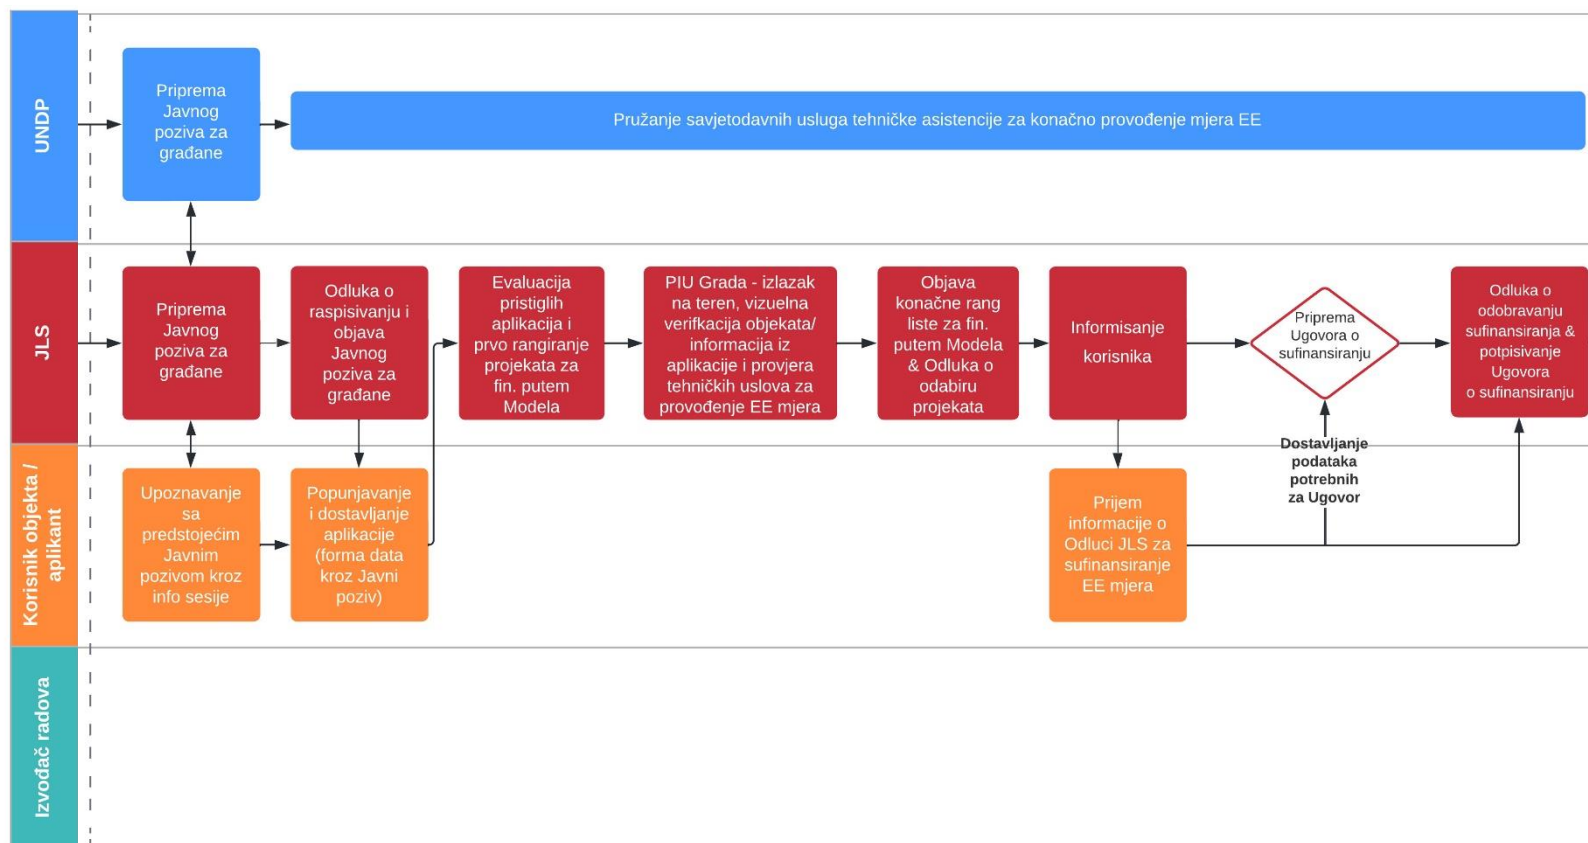 UNDP
Priprema
Javnog
poziva za
građane
Pružanje savjetodavnih usluga tehničke asistencije za konačno provođenje mjera EE
JLS
Priprema
Javnog
poziva za
građane
Odluka o
raspisivanju i
objava
Javnog
poziva za
građane
Evaluacija
pristiglih
aplikacija i
prvo rangiranje
projekata za
fin. putem
Modela
PIU Grada - izlazak
na teren, vizuelna
verifkacija objekata/
informacija iz
aplikacije i provjera
tehničkih uslova za
provođenje EE mjera
Objava
konačne rang
liste za fin.
putem Modela
& Odluka o
odabiru
projekata
Informisanje
korisnika
Priprema
Ugovora o
sufinansiranju
Odluka o
odobravanju
sufinansiranja &
potpisivanje
Ugovora
o sufinansiranju
Korisnik objekta /
aplikant
Upoznavanje
sa
predstojećim
Javnim
pozivom kroz
info sesije
Popunjavanje
i dostavljanje
aplikacije
(forma data
kroz Javni
poziv)
Prijem
informacije o
Odluci JLS za
sufinansiranje
EE mjera
Dostavljanje
podataka
potrebnih
za Ugovor
Izvođač radova